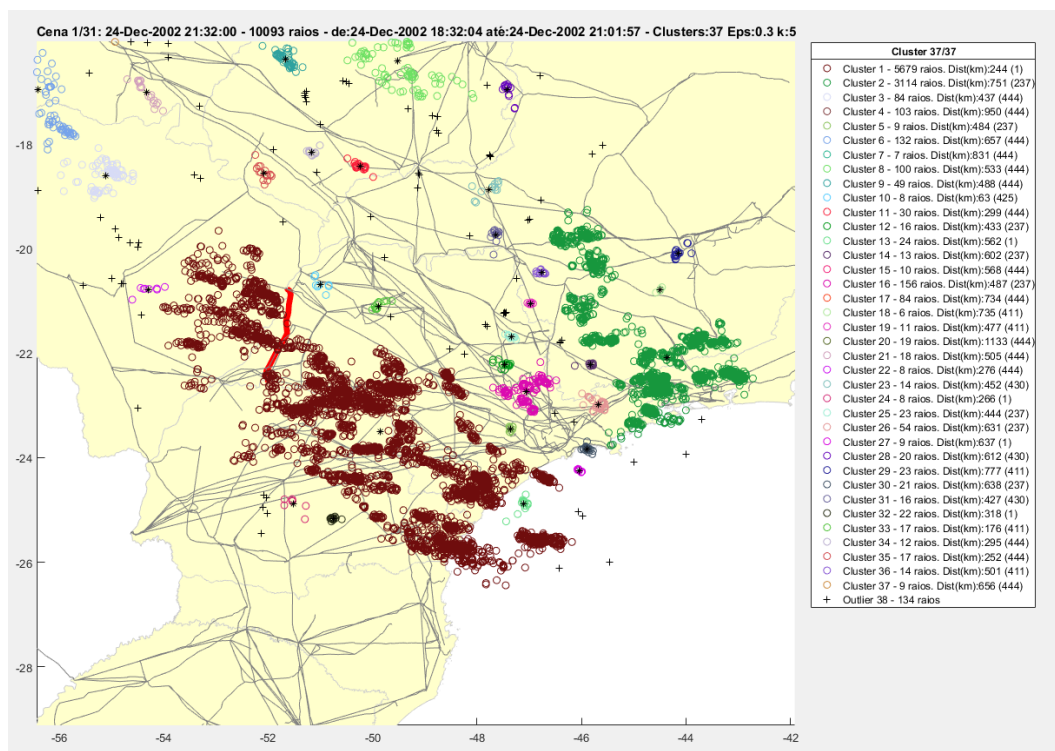 Cena 1/31: 24-Dec-2002 21:32:00 - 10093 raios - de:24-Dec-2002 18:32:04 até:24-Dec-2002 21:01:57 - Clusters:37 Eps:0.3 k:5
Cluster 37/37
Cluster 1 - 5679 raios. Dist(km):244 (1)
Cluster 2 - 3114 raios. Dist(km):751 (237)
Cluster 3 - 84 raios. Dist(km):437 (444)
Cluster 4 - 103 raios. Dist(km):950 (444)
Cluster 5 - 9 raios. Dist(km):484 (237)
Cluster 6 - 132 raios. Dist(km):657 (444)
Cluster 7 - 7 raios. Dist(km):831 (444)
Cluster 8 - 100 raios. Dist(km):533 (444)
Cluster 9 - 49 raios. Dist(km):488 (444)
Cluster 10 - 8 raios. Dist(km):63 (425)
Cluster 11 - 30 raios. Dist(km):299 (444)
Cluster 12 - 16 raios. Dist(km):433 (237)
Cluster 13 - 24 raios. Dist(km):562 (1)
Cluster 14 - 13 raios. Dist(km):602 (237)
Cluster 15 - 10 raios. Dist(km):568 (444)
Cluster 16 - 156 raios. Dist(km):487 (237)
Cluster 17 - 84 raios. Dist(km):734 (444)
Cluster 18 - 6 raios. Dist(km):735 (411)
Cluster 19 - 11 raios. Dist(km):477 (411)
Cluster 20 - 19 raios. Dist(km):1133 (444)
Cluster 21 - 18 raios. Dist(km):505 (444)
Cluster 22 - 8 raios. Dist(km):276 (444)
Cluster 23 - 14 raios. Dist(km):452 (430)
Cluster 24 - 8 raios. Dist(km):266 (1)
Cluster 25 - 23 raios. Dist(km):444 (237)
Cluster 26 - 54 raios. Dist(km):631 (237)
Cluster 27 - 9 raios. Dist(km):637 (1)
Cluster 28 - 20 raios. Dist(km):612 (430)
Cluster 29 - 23 raios. Dist(km):777 (411)
Cluster 30 - 21 raios. Dist(km):638 (237)
Cluster 31 - 16 raios. Dist(km):427 (430)
Cluster 32 - 22 raios. Dist(km):318 (1)
Cluster 33 - 17 raios. Dist(km):176 (411)
Cluster 34 - 12 raios. Dist(km):295 (444)
Cluster 35 - 17 raios. Dist(km):252 (444)
Cluster 36 - 14 raios. Dist(km):501 (411)
Cluster 37 - 9 raios. Dist(km):656 (444)
Outlier 38 - 134 raios
-18
-20
-22
-24
-26
-28
-56
-54
-52
-50
-48
-46
-44
-42